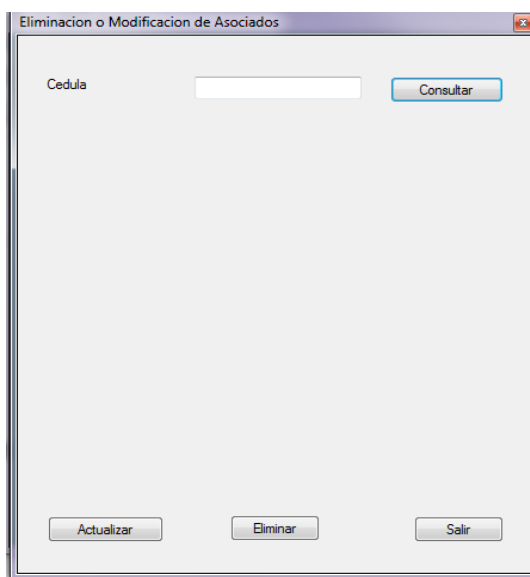 Eliminacion o Modificacion de Asociados
Cedula Consultar
Actualizar Eliminar Salir